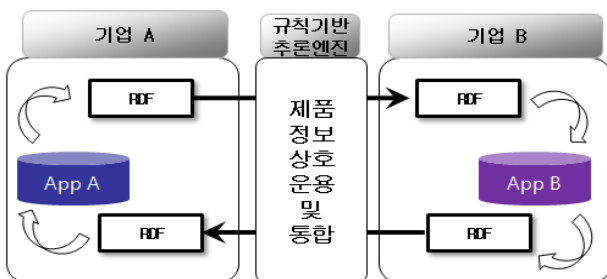 기업 A
규칙기반
추론엔진
기업 B
RDF
RDF
제품
정보
상호
운용
및
통합
App A
App B
RDF
RDF